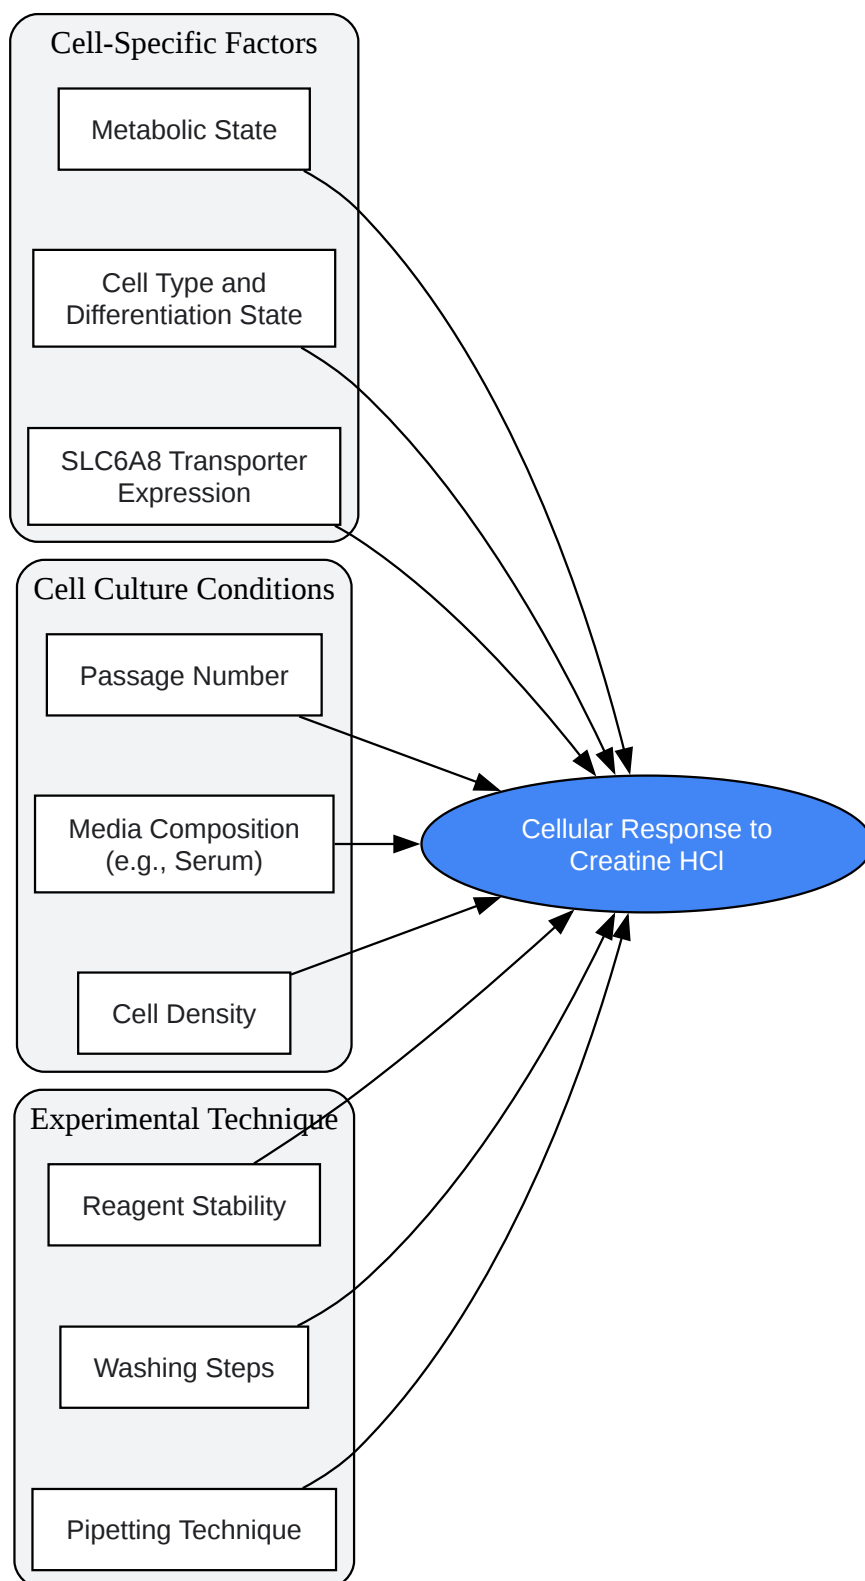 Cell-Specific Factors
Metabolic State
Cell Type and
Differentiation State
SLC6A8 Transporter
Expression
Cell Culture Conditions
Passage Number
Media Composition
(e.g., Serum)
Cell Density
Cellular Response to
Creatine HCl
Experimental Technique
Reagent Stability
Washing Steps
Pipetting Technique